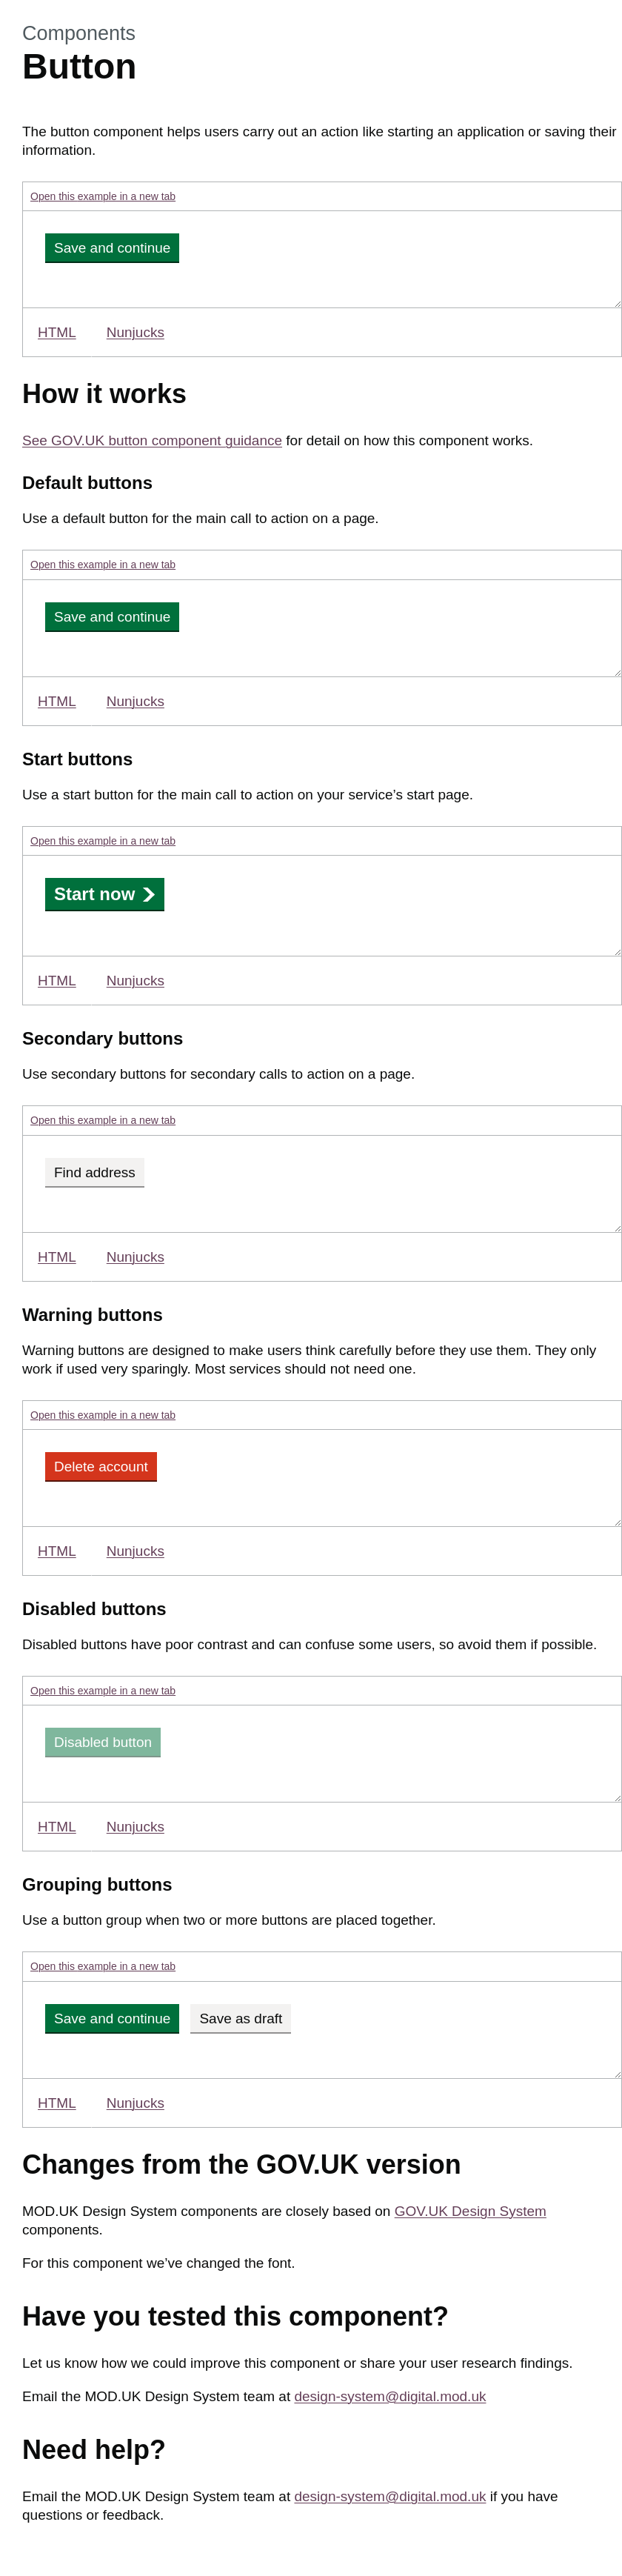 Components
Button
The button component helps users carry out an action like starting an application or saving their
information.
Open this example in a new tab
Save and continue
HTML Nunjucks
How it works
See GOV.UK button component guidance for detail on how this component works.
Default buttons
Use a default button for the main call to action on a page.
Open this example in a new tab
Save and continue
HTML Nunjucks
Start buttons
Use a start button for the main call to action on your service’s start page.
Open this example in a new tab
Start now
HTML Nunjucks
Secondary buttons
Use secondary buttons for secondary calls to action on a page.
Open this example in a new tab
Find address
HTML Nunjucks
Warning buttons
Warning buttons are designed to make users think carefully before they use them. They only
work if used very sparingly. Most services should not need one.
Open this example in a new tab
Delete account
HTML Nunjucks
Disabled buttons
Disabled buttons have poor contrast and can confuse some users, so avoid them if possible.
Open this example in a new tab
Disabled button
HTML Nunjucks
Grouping buttons
Use a button group when two or more buttons are placed together.
Open this example in a new tab
Save and continue Save as draft
HTML Nunjucks
Changes from the GOV.UK version
MOD.UK Design System components are closely based on GOV.UK Design System
components.
For this component we’ve changed the font.
Have you tested this component?
Let us know how we could improve this component or share your user research findings.
Email the MOD.UK Design System team at design-system@digital.mod.uk
Need help?
Email the MOD.UK Design System team at design-system@digital.mod.uk if you have
questions or feedback.